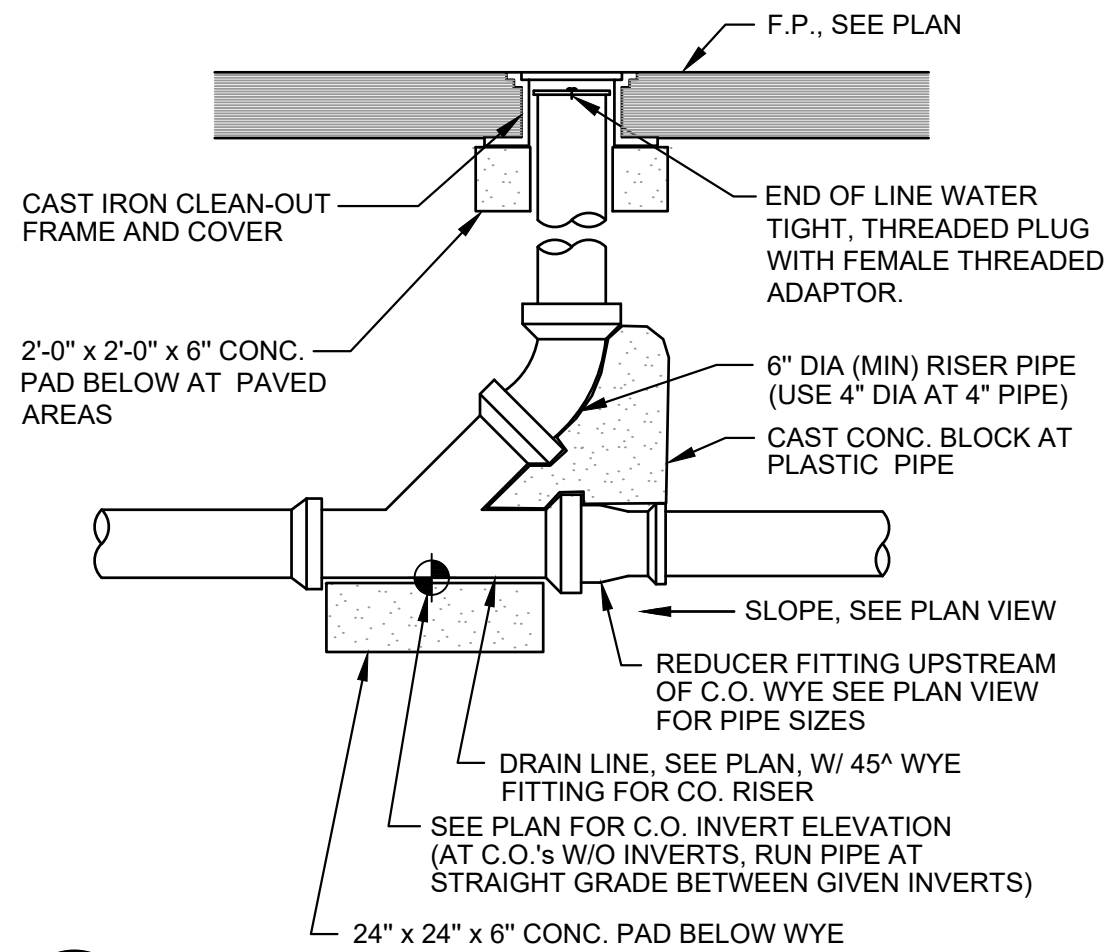 F.P., SEE PLAN
CAST IRON CLEAN-OUT
FRAME AND COVER
END OF LINE WATER
TIGHT, THREADED PLUG
WITH FEMALE THREADED
ADAPTOR.
2'-0" x 2'-0" x 6" CONC.
PAD BELOW AT PAVED
AREAS
6" DIA (MIN) RISER PIPE
(USE 4" DIA AT 4" PIPE)
CAST CONC. BLOCK AT
PLASTIC PIPE
SLOPE, SEE PLAN VIEW
REDUCER FITTING UPSTREAM
OF C.O. WYE SEE PLAN VIEW
FOR PIPE SIZES
DRAIN LINE, SEE PLAN, W/ 45^ WYE
FITTING FOR CO. RISER
SEE PLAN FOR C.O. INVERT ELEVATION
(AT C.O.'s W/O INVERTS, RUN PIPE AT
STRAIGHT GRADE BETWEEN GIVEN INVERTS)
24" x 24" x 6" CONC. PAD BELOW WYE